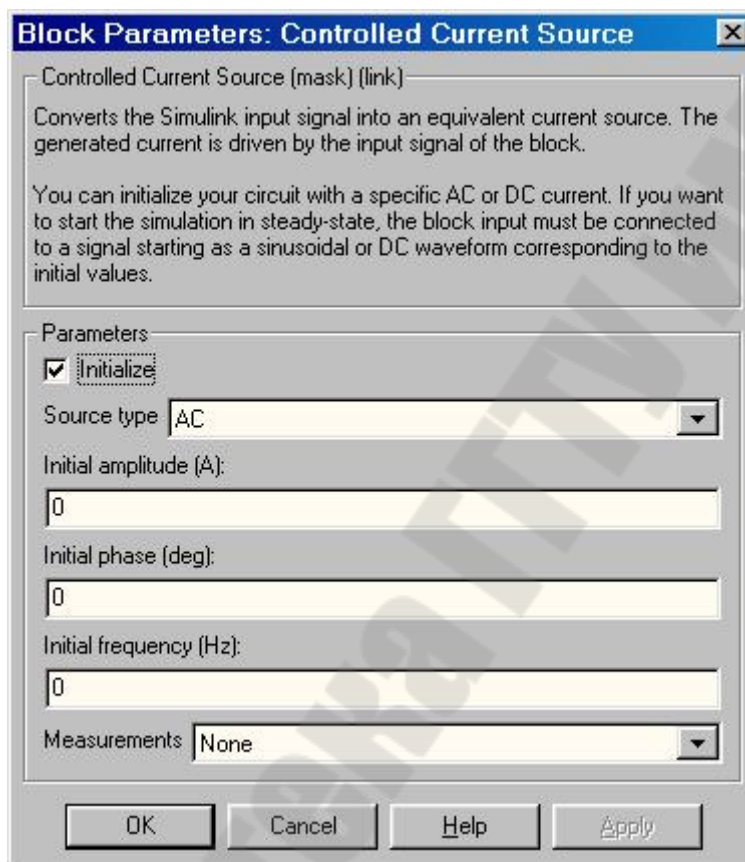 Block Parameters: Controlled Current Source
Controlled Current Source (mask) (link)
Converts the Simulink input signal into an equivalent current source. The
generated current is driven by the input signal of the block.
You can initialize your circuit with a specific AC or DC current. If you want
to start the simulation in steady-state, the block input must be connected
to a signal starting as a sinusoidal or DC waveform corresponding to the
initial values.
Parameters
Initialize
Source type AC
Initial amplitude (A):
0
Initial phase (deg):
0
Initial frequency (Hz):
0
Measurements None
OK Cancel Help Apply
ГГТУ